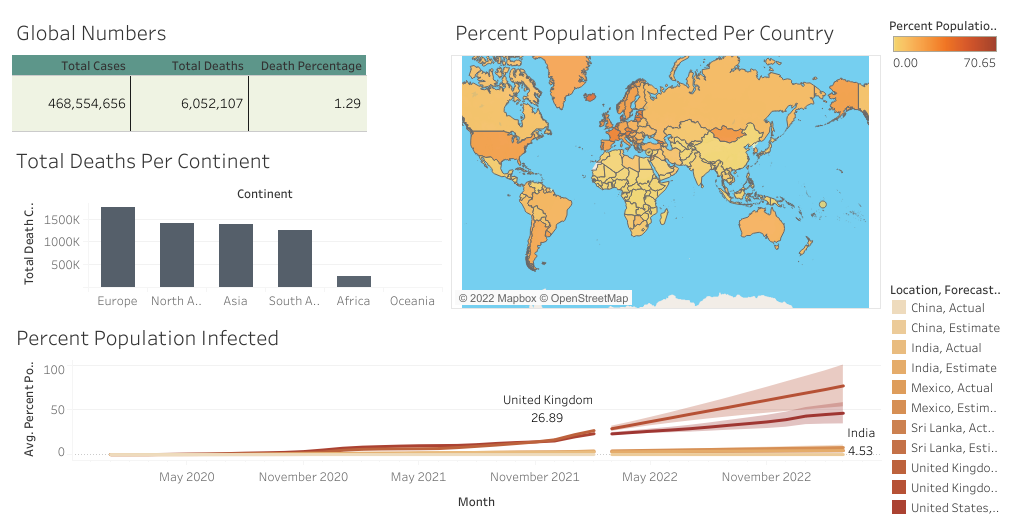 Global Numbers
Total Cases Total Deaths Death Percentage
468,554,656 6,052,107 1.29
Total Deaths Per Continent
Continent
Total Death C..
1500K
1000K
500K
Europe North A.. Asia South A.. Africa Oceania
Percent Population Infected Per Country
© 2022 Mapbox © OpenStreetMap
Percent Populatio..
0.00 70.65
Percent Population Infected
Avg. Percent Po..
100
50
0
United Kingdom
26.89
India
4.53
May 2020 November 2020 May 2021 November 2021 May 2022 November 2022
Month
Location, Forecast..
China, Actual
China, Estimate
India, Actual
India, Estimate
Mexico, Actual
Mexico, Estim..
Sri Lanka, Act..
Sri Lanka, Esti..
United Kingdo..
United Kingdo..
United States,..